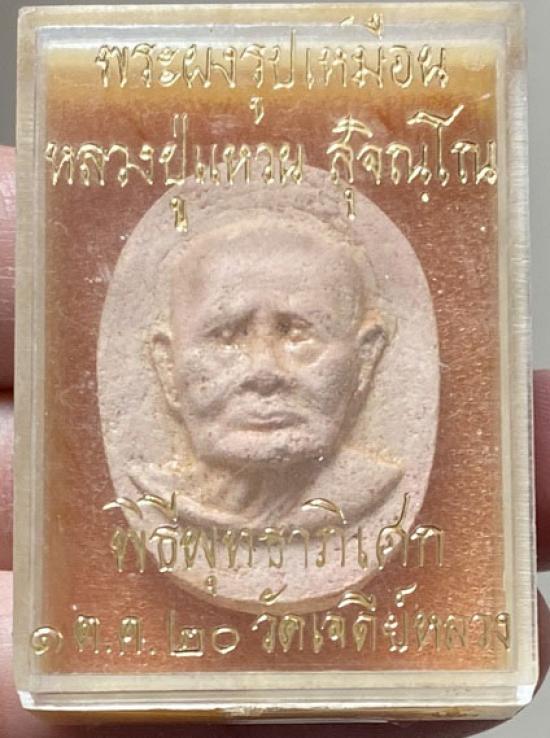 พระผงรูปเหมือน
หลวงปู่แหวน สุจิณฺโณ
พิธีพุทธาภิเศก
๑ ต.ค.๒๐ วัดเจดีย์หลวง